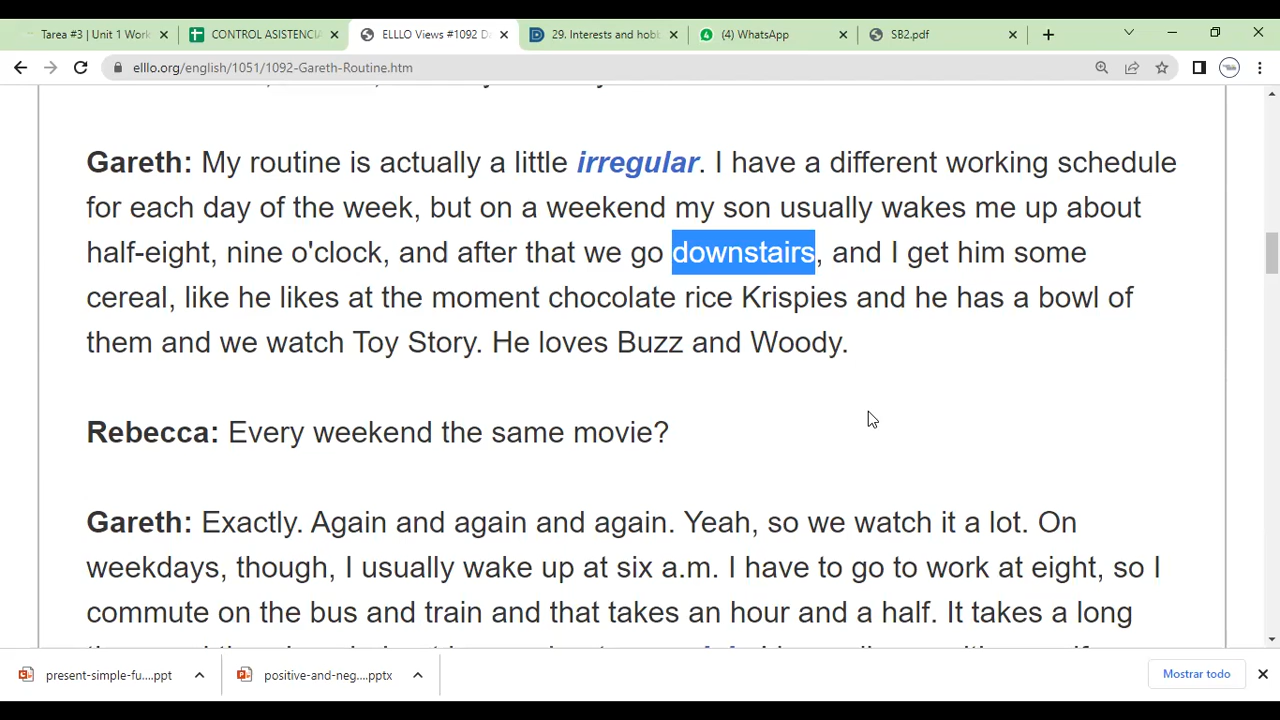 Tarea #3 | Unit 1 Work
CONTROL ASISTENCIA
ELLLO Views #1092 D
29. Interests and hobb
(4) WhatsApp
SB2.pdf
elllo.org/english/1051/1092-Gareth-Routine.htm
Gareth: My routine is actually a little irregular. I have a different working schedule
for each day of the week, but on a weekend my son usually wakes me up about
half-eight, nine o'clock, and after that we go downstairs, and I get him some
cereal, like he likes at the moment chocolate rice Krispies and he has a bowl of
them and we watch Toy Story. He loves Buzz and Woody.
Rebecca: Every weekend the same movie?
Gareth: Exactly. Again and again and again. Yeah, so we watch it a lot. On
weekdays, though, I usually wake up at six a.m. I have to go to work at eight, so I
commute on the bus and train and that takes an hour and a half. It takes a long
present-simple-fu....ppt
positive-and-neg....pptx
Mostrar todo